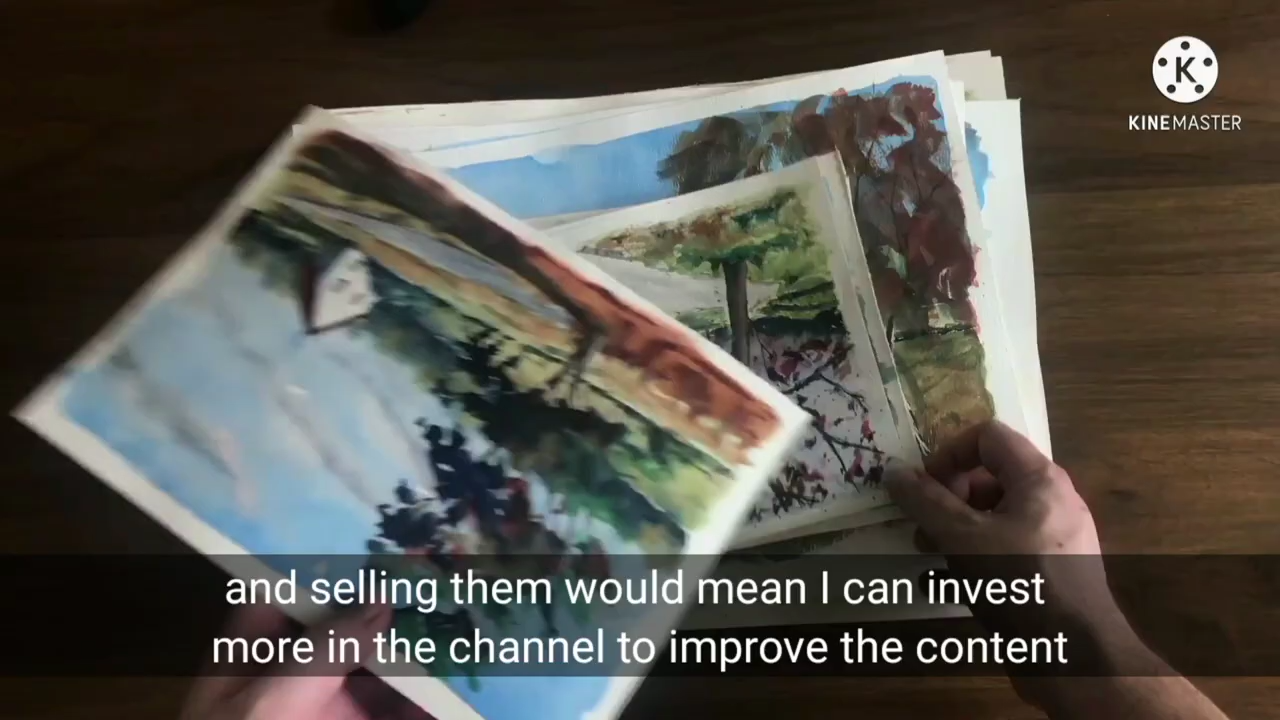 K
KINEMASTER
and selling them would mean I can invest
more in the channel to improve the content